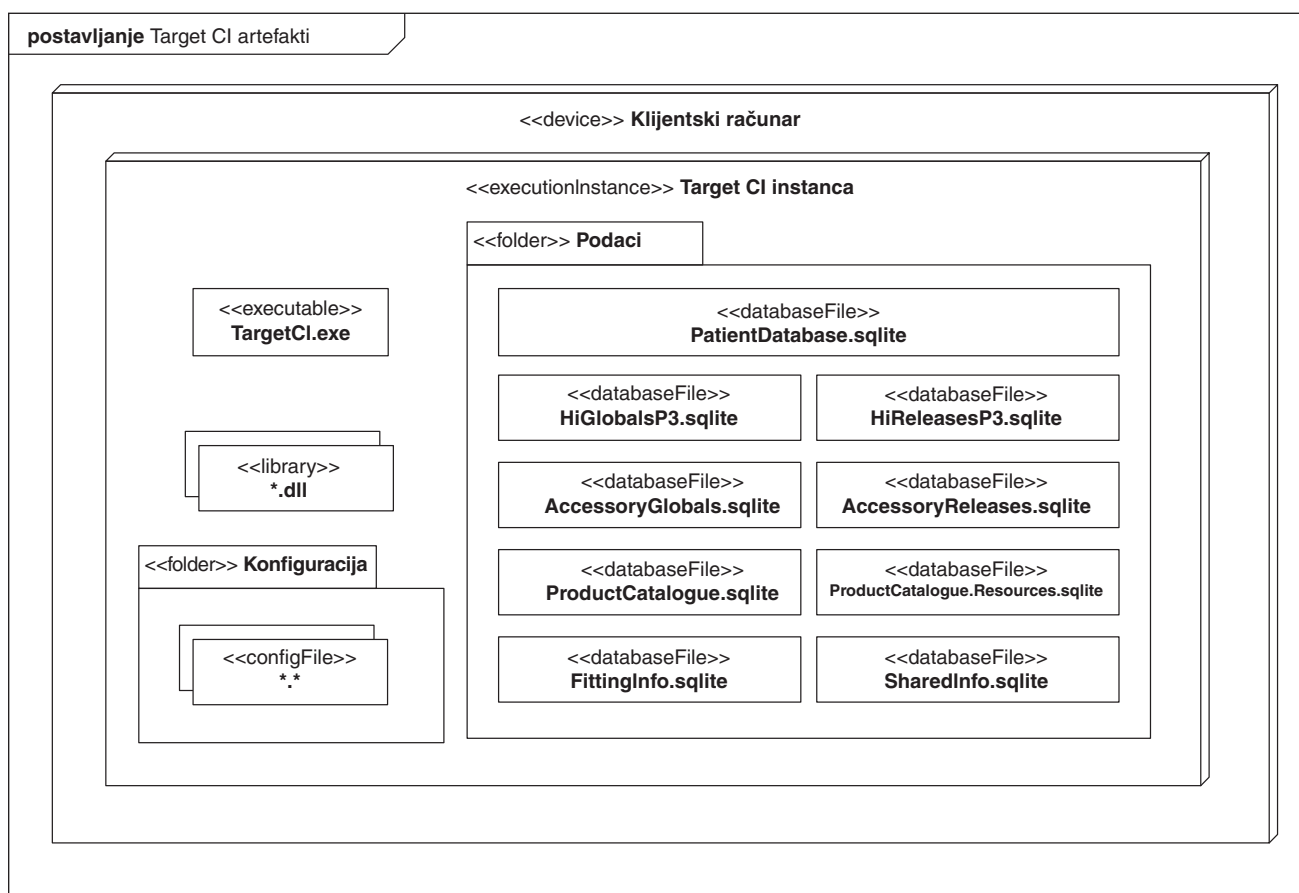 postavljanje Target CI artefakti
<<device>> Klijentski računar
<<executionInstance>> Target CI instanca
<<folder>> Podaci
<<executable>>
TargetCI.exe
<<databaseFile>>
PatientDatabase.sqlite
<<databaseFile>>
HiGlobalsP3.sqlite
<<databaseFile>>
HiReleasesP3.sqlite
<<library>>
*.dll
<<databaseFile>>
AccessoryGlobals.sqlite
<<databaseFile>>
AccessoryReleases.sqlite
<<folder>> Konfiguracija
<<databaseFile>>
ProductCatalogue.sqlite
<<databaseFile>>
ProductCatalogue.Resources.sqlite
<<configFile>>
*.*
<<databaseFile>>
FittingInfo.sqlite
<<databaseFile>>
SharedInfo.sqlite